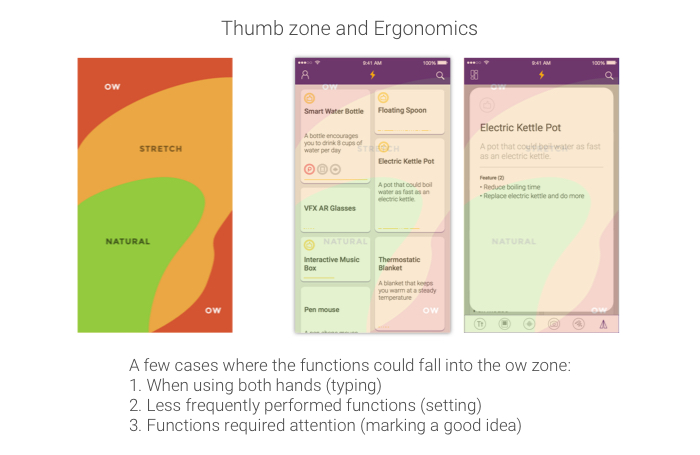 Thumb zone and Ergonomics
OW
STRETCH
NATURAL
OW
9:41 AM
100%
OW
Smart Water Bottle
A bottle encourages
you to drink 8 cups of
water per day
VFX AR Glasses
Interactive Music
Box
Pen mouse
Floating Spoon
STRETCH
Electric Kettle Pot
A pot that could boil
water as fast as an
electric kettle.
NATURAL
Thermostatic
Blanket
A blanket that keeps
you warm at a steady
temperature
OW
9:41 AM
100%
OW
Electric Kettle Pot
A pot that could boil water as fast
as an electric kettle.
STRETCH
Feature (2)
• Reduce boiling time
• Replace electric kettle and do more
NATURAL
OW
Tt
A few cases where the functions could fall into the ow zone:
1. When using both hands (typing)
2. Less frequently performed functions (setting)
3. Functions required attention (marking a good idea)